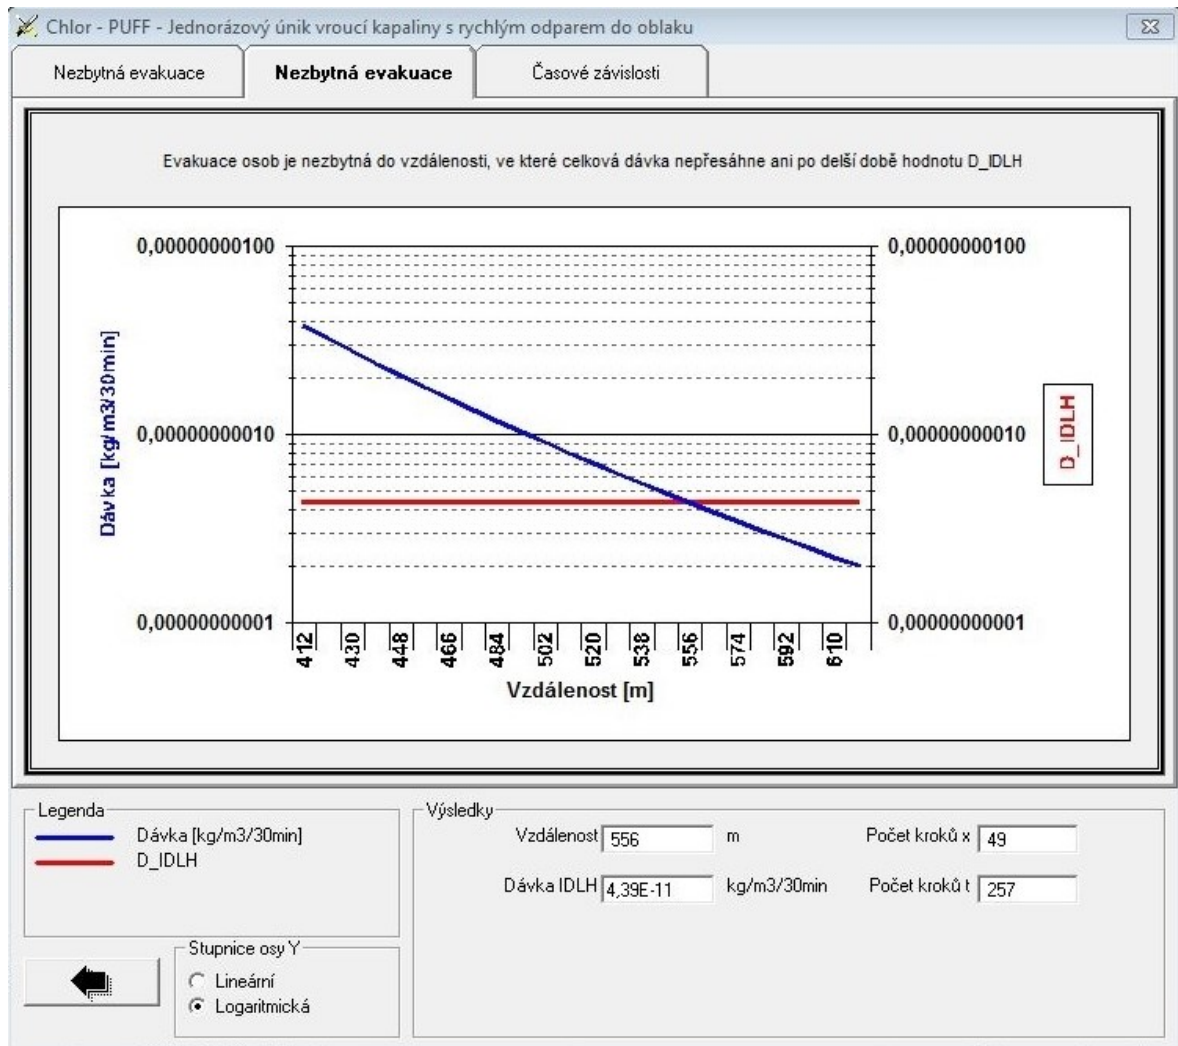 Chlor - PUFF - Jednorázový únik vroucí kapaliny s rychlým odparem do oblaku
Nezbytná evakuace
Nezbytná evakuace
Časové závislosti
Evakuace osob je nezbytná do vzdálenosti, ve které celková dávka nepřesáhne ani po delší době hodnotu D_IDLH
0,00000000100
0,00000000100
Dávka [kg/m3/30min]
0,00000000010
0,00000000010
D_IDLH
0,00000000001
0,00000000001
412 430 448 466 484 502 520 538 556 574 592 610
Vzdálenost [m]
Legenda
Dávka [kg/m3/30min]
D_IDLH
Výsledky
Vzdálenost 556 m Počet kroků x 49
Dávka IDLH 4,39E-11 kg/m3/30min Počet kroků t 257
Stupnice osy Y
Lineární
Logaritmická